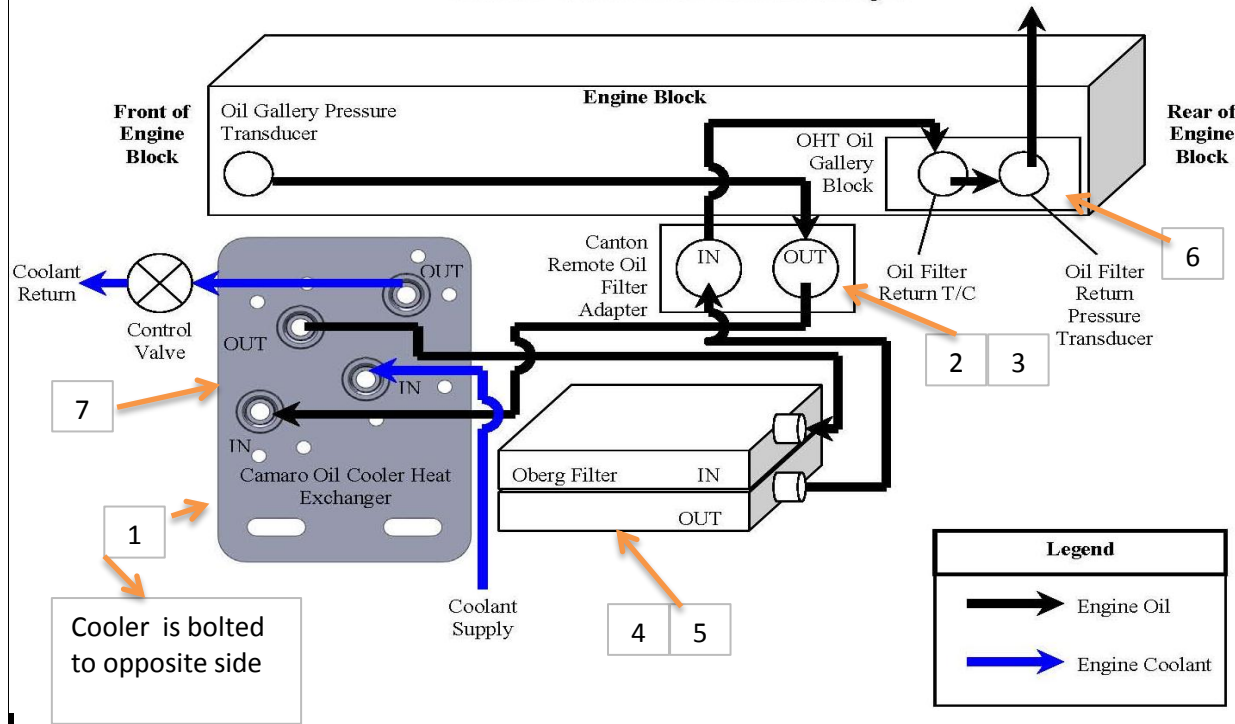 Front of
Engine
Block
Oil Gallery Pressure
Transducer
Engine Block
OHT Oil
Gallery
Block
Rear of
Engine
Block
6
Coolant
Return
Control
Valve
OUT
OUT
IN
IN
Camaro Oil Cooler Heat
Exchanger
7
1
Cooler is bolted
to opposite side
Canton
Remote Oil
Filter
Adapter
IN
OUT
Oil Filter
Return T/C
Oil Filter
Return
Pressure
Transducer
2
3
Oberg Filter
IN
OUT
4
5
Coolant
Supply
Legend
Engine Oil
Engine Coolant